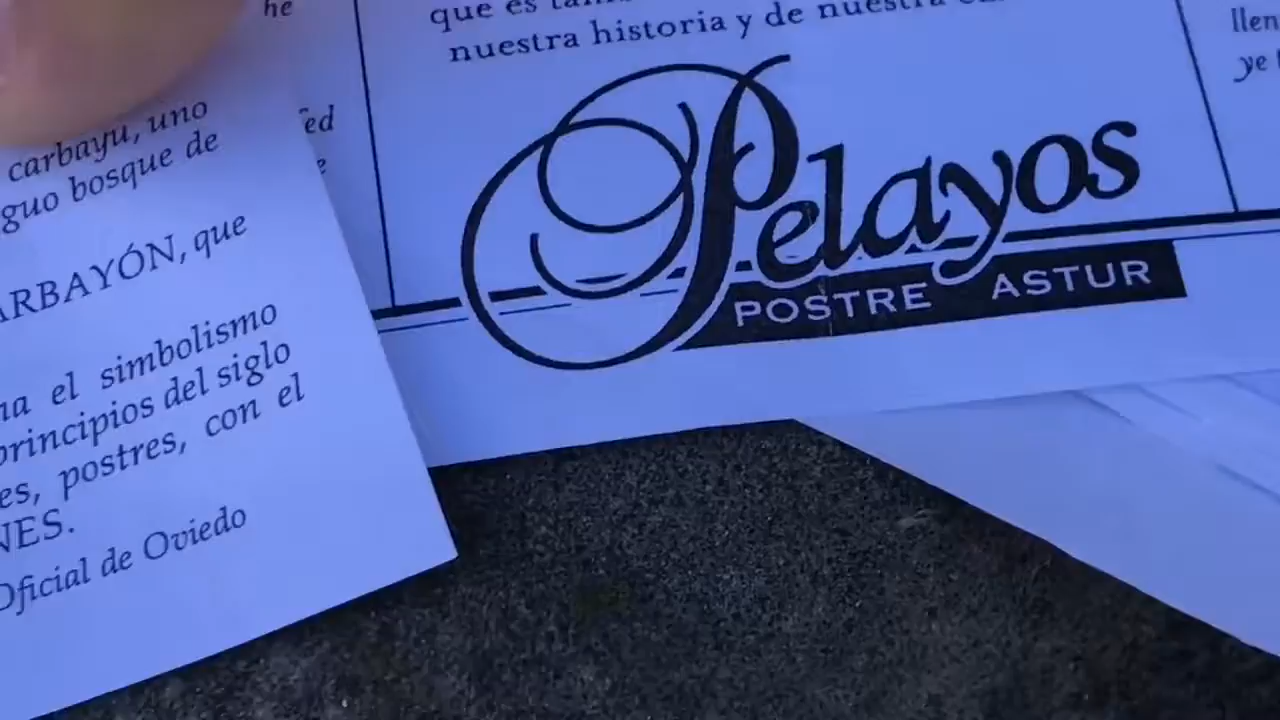 carbayu, uno
guo bosque de
ARBAYÓN, que
na el simbolismo
principios del siglo
es, postres, con el
NES.
Oficial de Oviedo
he
ed
que es
nuestra historia y de nuestra
Pelayos
POSTRE ASTUR
llen
ye